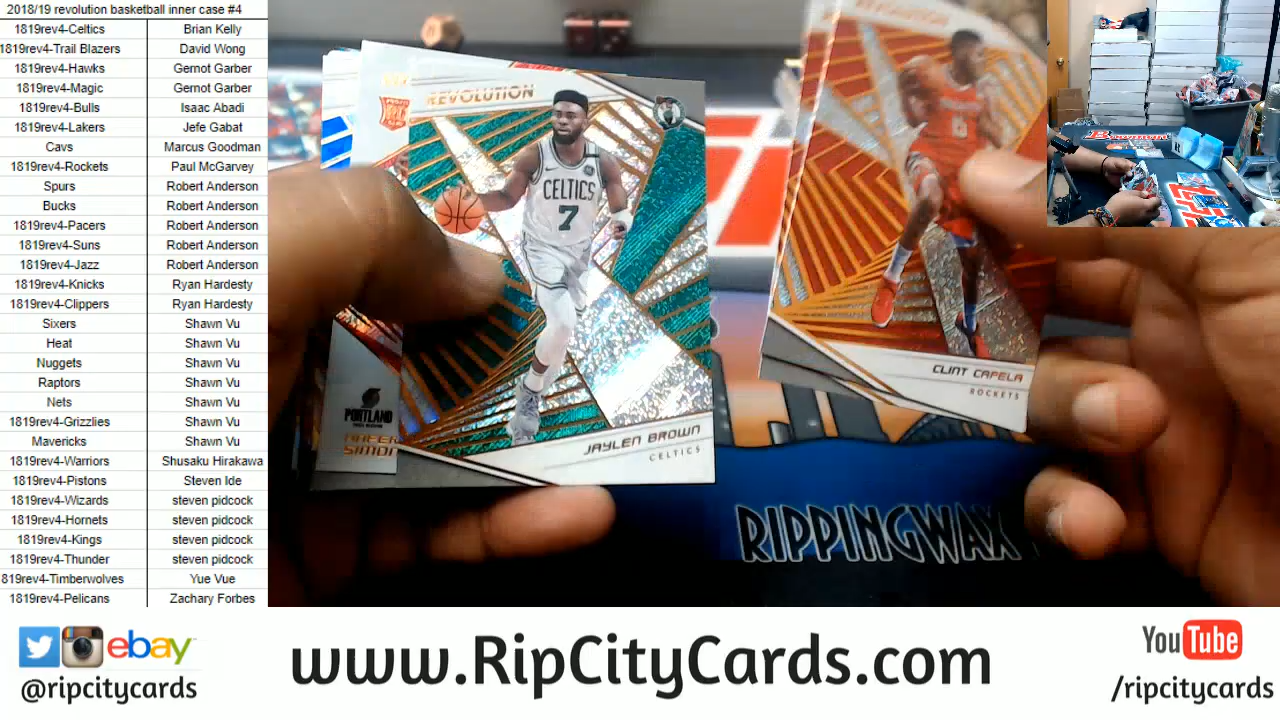 2018/19 revolution basketball inner case #4
1819rev4-Celtics Brian Kelly
1819rev4-Trail Blazers David Wong
1819rev4-Hawks Gernot Garber
1819rev4-Magic Gernot Garber
1819rev4-Bulls Isaac Abadi
1819rev4-Lakers Jefe Gabat
Cavs Marcus Goodman
1819rev4-Rockets Paul McGarvey
Spurs Robert Anderson
Bucks Robert Anderson
1819rev4-Pacers Robert Anderson
1819rev4-Suns Robert Anderson
1819rev4-Jazz Robert Anderson
1819rev4-Knicks Ryan Hardesty
1819rev4-Clippers Ryan Hardesty
Sixers Shawn Vu
Heat Shawn Vu
Nuggets Shawn Vu
Raptors Shawn Vu
Nets Shawn Vu
1819rev4-Grizzlies Shawn Vu
Mavericks Shawn Vu
1819rev4-Warriors Shusaku Hirakawa
1819rev4-Pistons Steven Ide
1819rev4-Wizards steven pidcock
1819rev4-Hornets steven pidcock
1819rev4-Kings steven pidcock
1819rev4-Thunder steven pidcock
819rev4-Timberwolves Yue Vue
1819rev4-Pelicans Zachary Forbes
REVOLUTION
CELTICS
7
JAYLEN BROWN
CELTICS
PORTLAND
CLINT CAPELA
ROCKETS
RIPPINGWAX
ebay
@ripcitycards
www.RipCityCards.com
YouTube
/ripcitycards